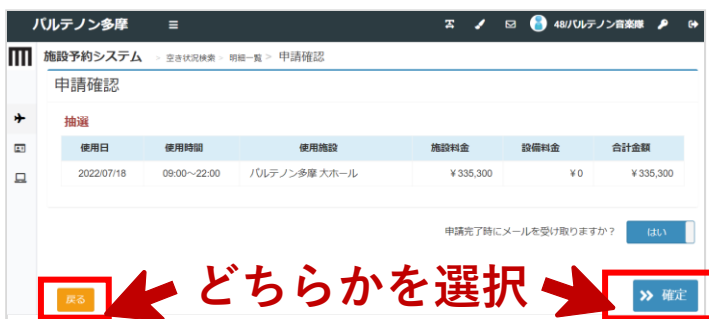 パルテノン多摩 48/パルテノン音楽隊
施設予約システム > 空き状況検索 > 明細一覧 > 申請確認
申請確認
抽選
使用日 使用時間 使用施設 施設料金 設備料金 合計金額
2022/07/18 09:00～22:00 パルテノン多摩 大ホール ¥335,300 ¥0 ¥335,300
申請完了時にメールを受け取りますか？ はい
戻る どちらかを選択 確定